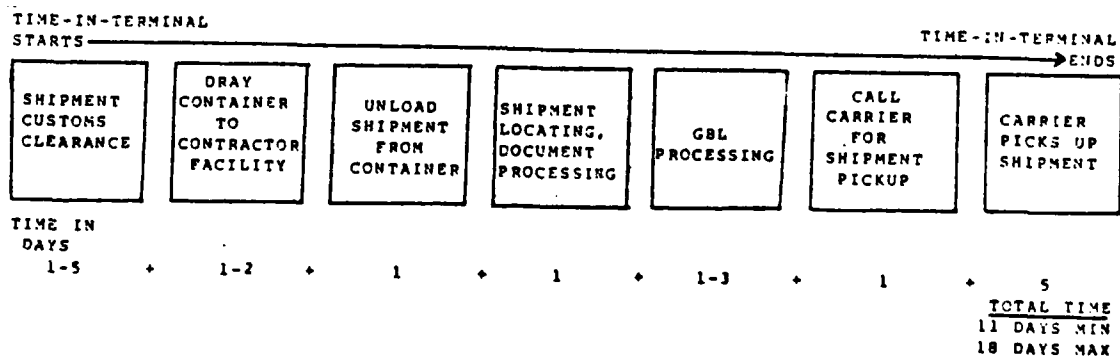 TIME-IN-TERMINAL
STARTS
TIME-IN-TERMINAL
ENDS
SHIPMENT
CUSTOMS
CLEARANCE
DRAY
CONTAINER
TO
CONTRACTOR
FACILITY
UNLOAD
SHIPMENT
FROM
CONTAINER
SHIPMENT
LOCATING,
DOCUMENT
PROCESSING
GBL
PROCESSING
CALL
CARRIER
FOR
SHIPMENT
PICKUP
CARRIER
PICKS UP
SHIPMENT
TIME IN
DAYS
1-5 + 1-2 + 1 + 1 + 1-3 + 1 + 5
TOTAL TIME
11 DAYS MIN
18 DAYS MAX